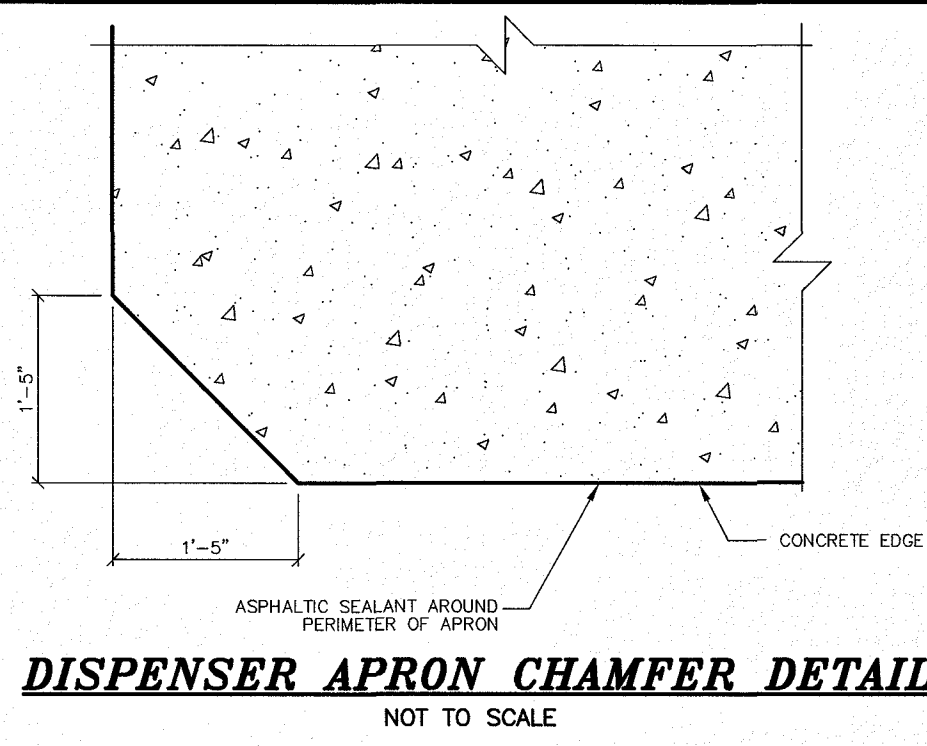 1'-5"
1'-5"
CONCRETE EDGE
ASPHALTIC SEALANT AROUND
PERIMETER OF APRON
DISPENSER APRON CHAMFER DETAIL
NOT TO SCALE